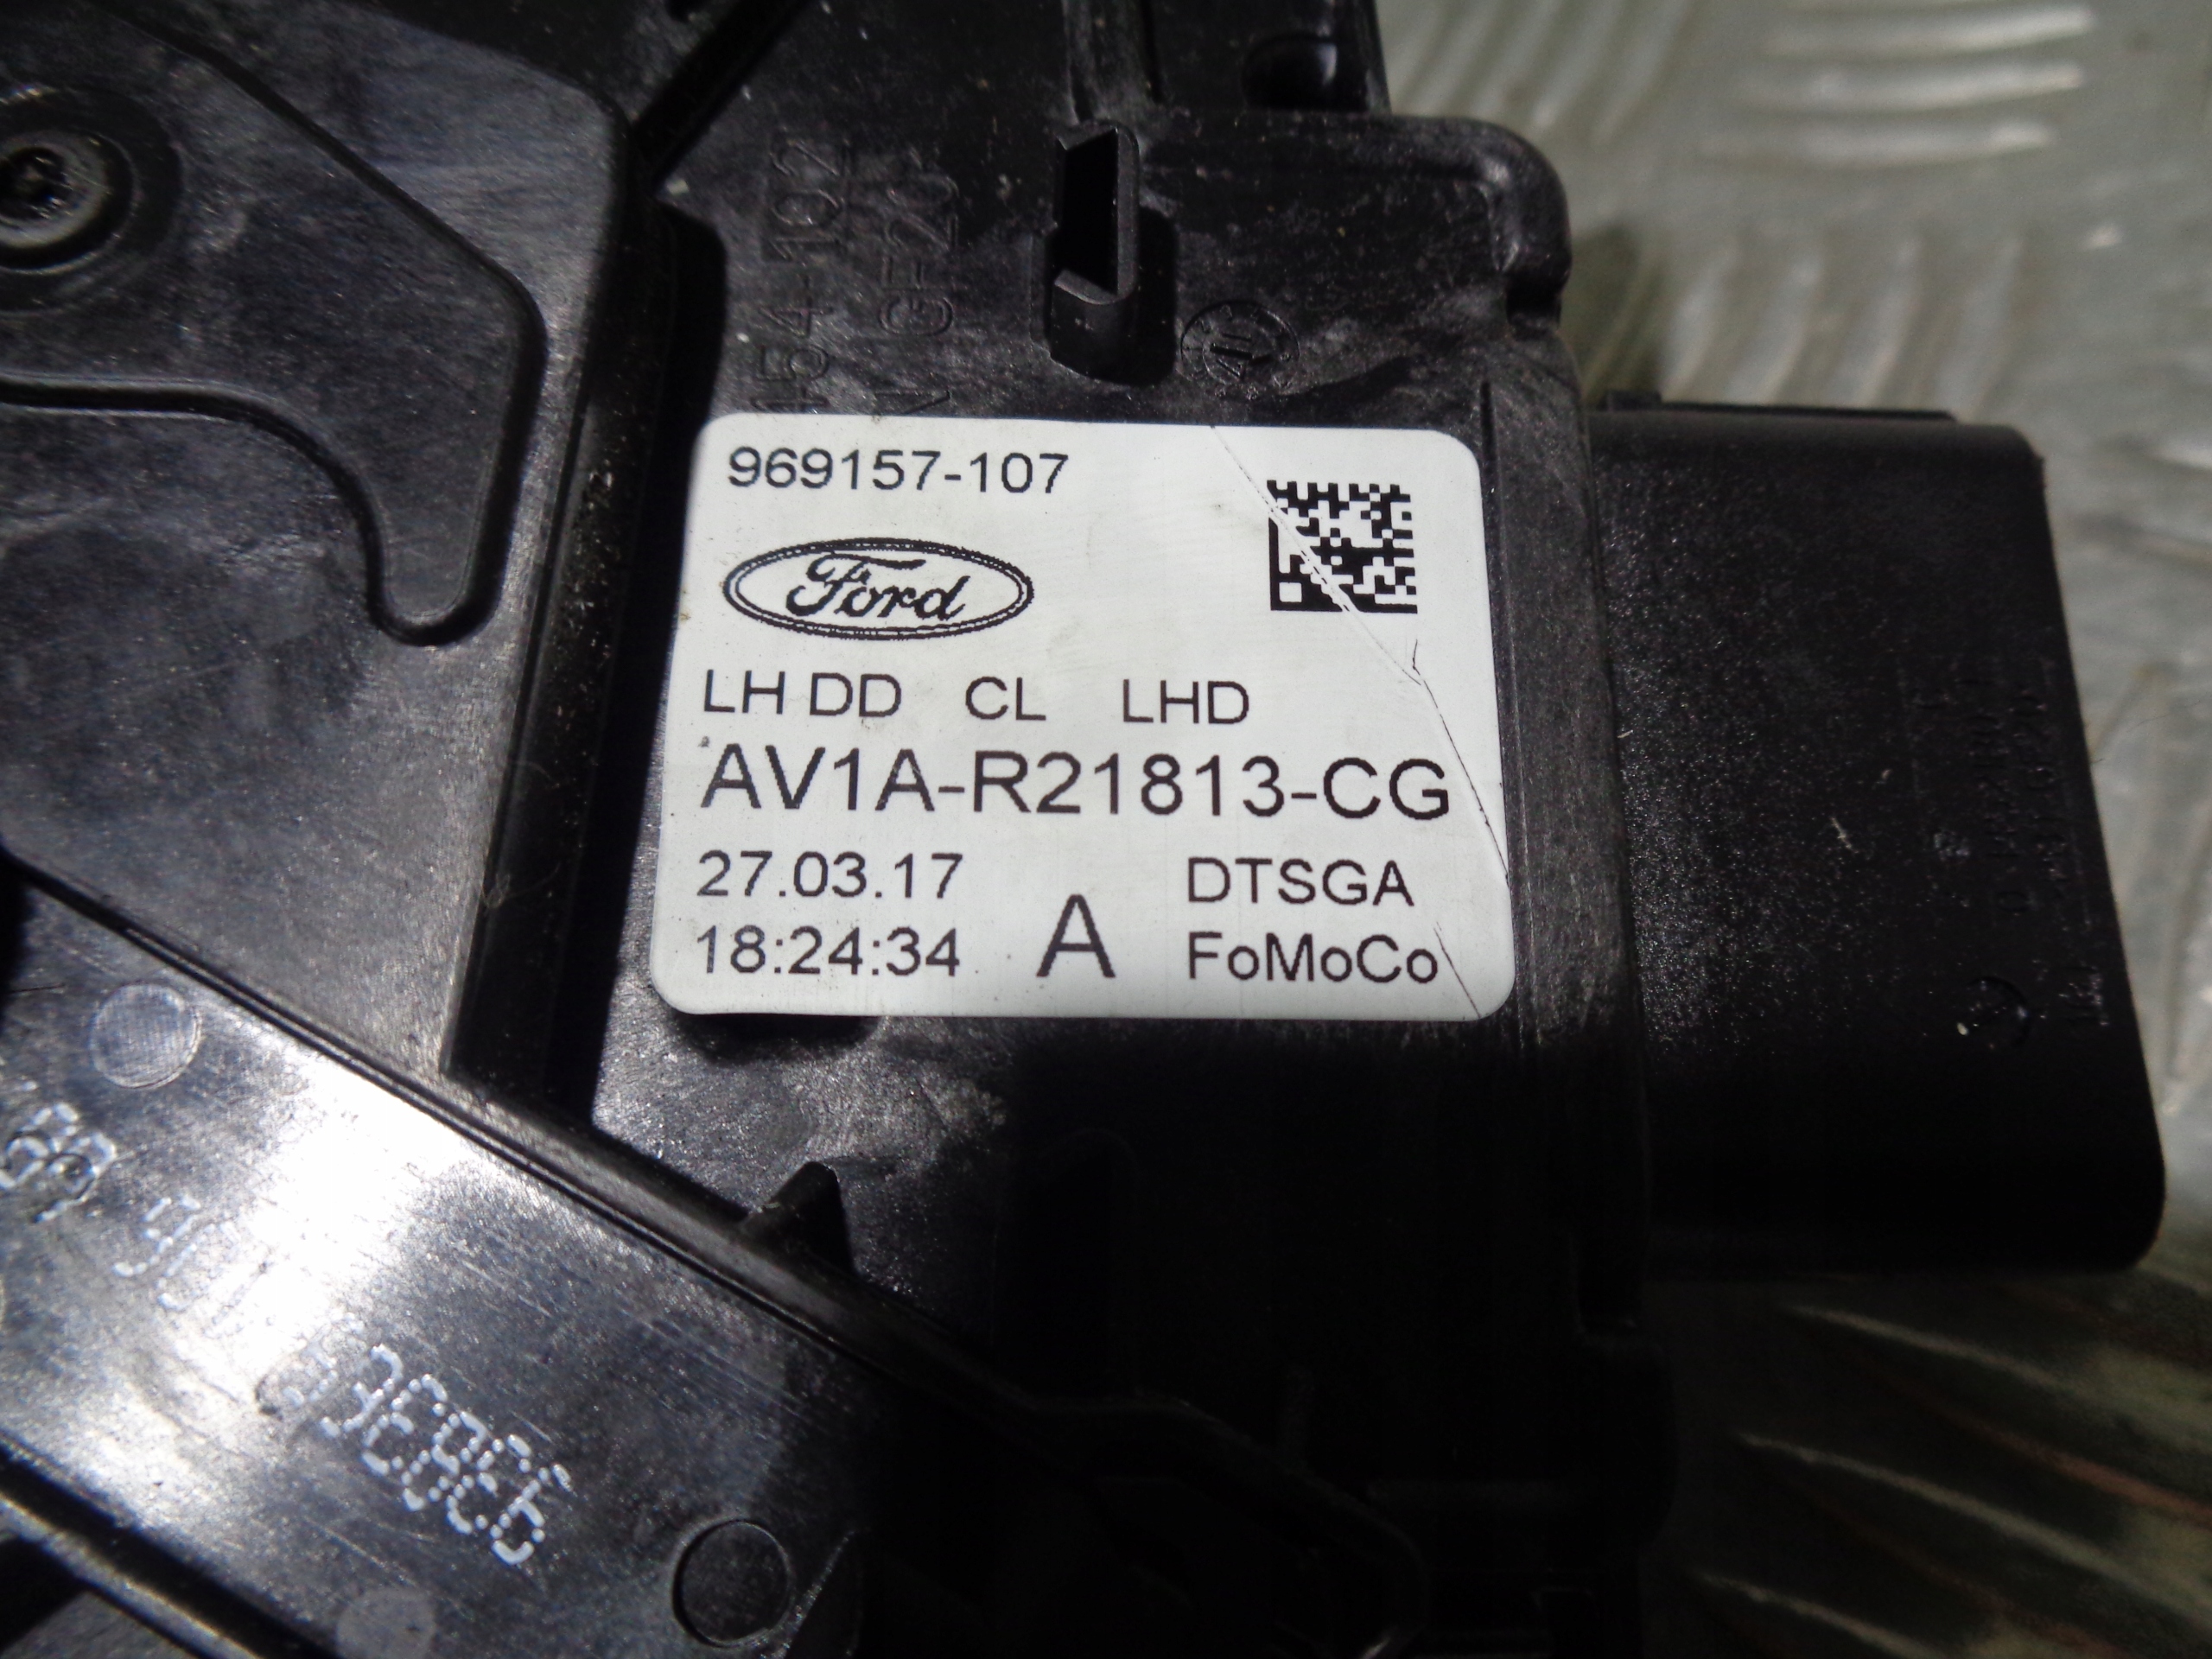 969157-107
Ford
LH DD CL LHD
AV1A-R21813-CG
27.03.17 DTSGA
18:24:34 A FoMoCo